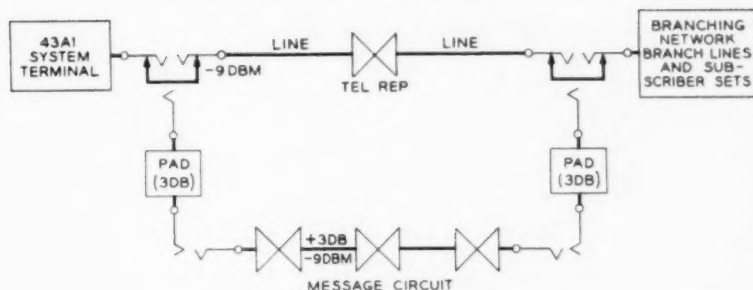 43A1
SYSTEM
TERMINAL
-9DBM
LINE
TEL REP
LINE
BRANCHING
NETWORK
BRANCH LINES
AND SUB-
SCRIBER SETS
PAD
(3DB)
PAD
(3DB)
+3DB
-9DBM
MESSAGE CIRCUIT